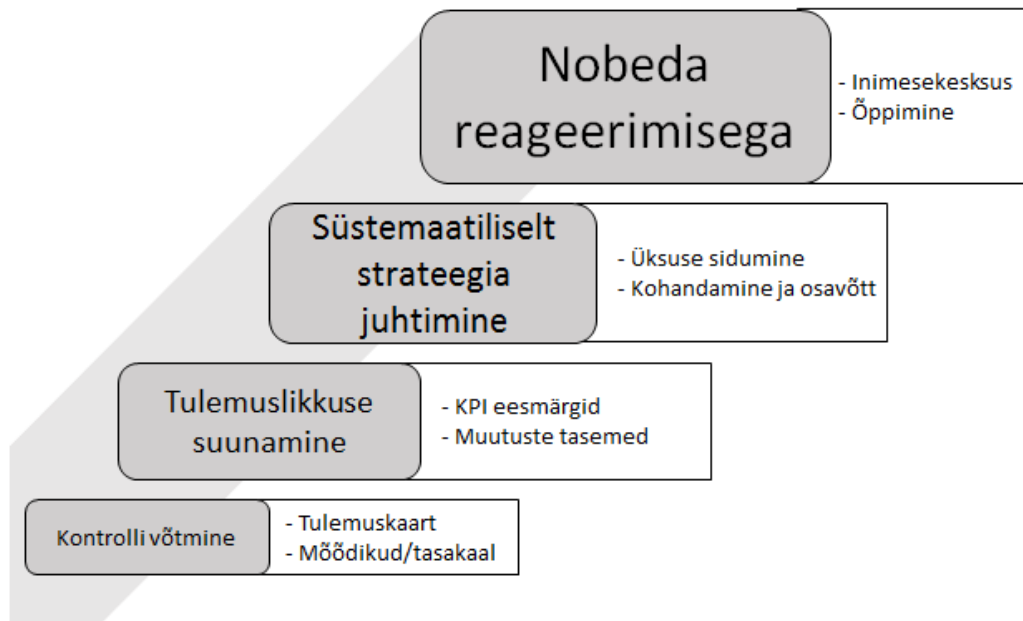 Nobeda
reageerimisega
- Inimesekesksus
- Õppimine
Süstemaatiliselt
strateegia
juhtimine
- Üksuse sidumine
- Kohandamine ja osavõtt
Tulemuslikkuse
suunamine
- KPI eesmärgid
- Muutuste tasemed
Kontrolli võtmine
- Tulemuskaart
- Mõõdikud/tasakaal